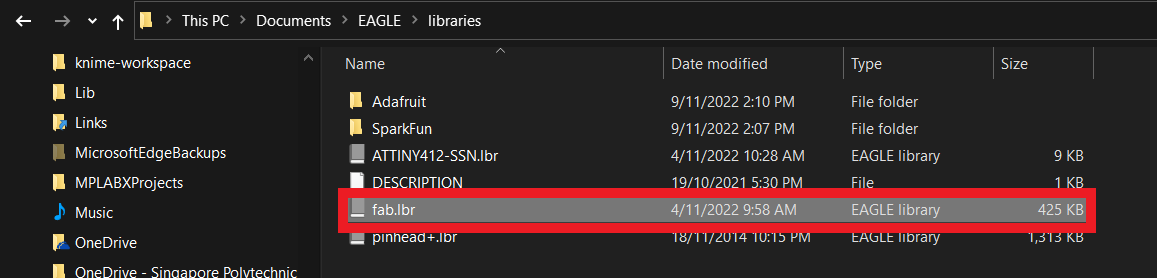 This PC > Documents > EAGLE > libraries
knime-workspace
Lib
Links
MicrosoftEdgeBackups
MPLABXProjects
Music
OneDrive
OneDrive - Singapore Polytechnic
Name Date modified Type Size
Adafruit 9/11/2022 2:10 PM File folder
SparkFun 9/11/2022 2:07 PM File folder
ATTINY412-SSN.lbr 4/11/2022 10:28 AM EAGLE library 9 KB
DESCRIPTION 19/10/2021 5:30 PM File 1 KB
fab.lbr 4/11/2022 9:58 AM EAGLE library 425 KB
pinhead+.lbr 18/11/2014 10:15 PM EAGLE library 1,313 KB